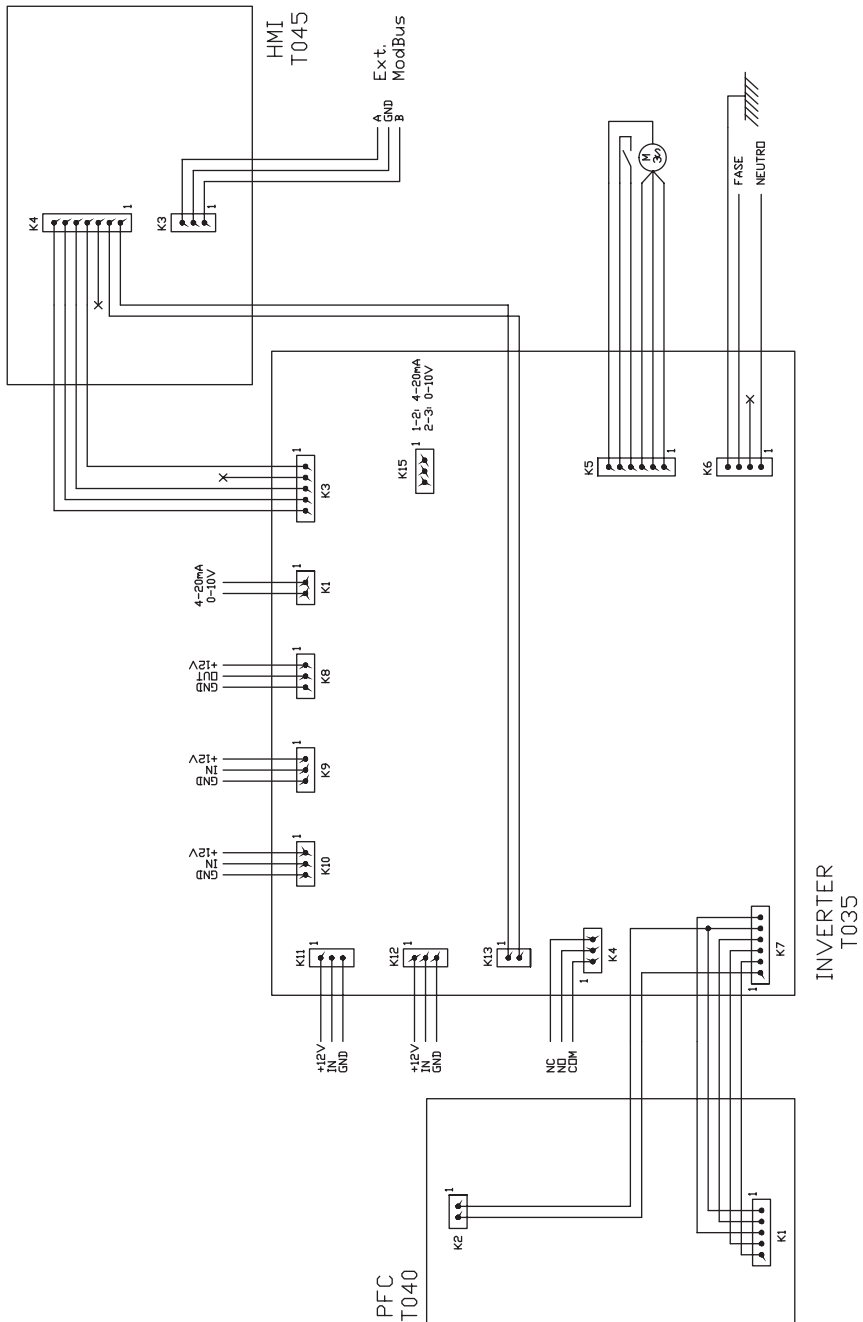 HMI
T045
Ext.
ModBus
A
GND
B
K4
1
K3
1
K3
1
K15
1
1-2: 4-20mA
2-3: 0-10V
4-20mA
0-10V
K1
1
+12V
OUT
GND
K8
1
+12V
IN
GND
K9
1
+12V
IN
GND
K10
1
K11
1
+12V
IN
GND
K12
1
+12V
IN
GND
K13
1
K4
1
NC
NO
COM
K5
1
M
3~
K6
1
FASE
NEUTRO
K7
1
INVERTER
T035
K2
1
K1
1
PFC
T040